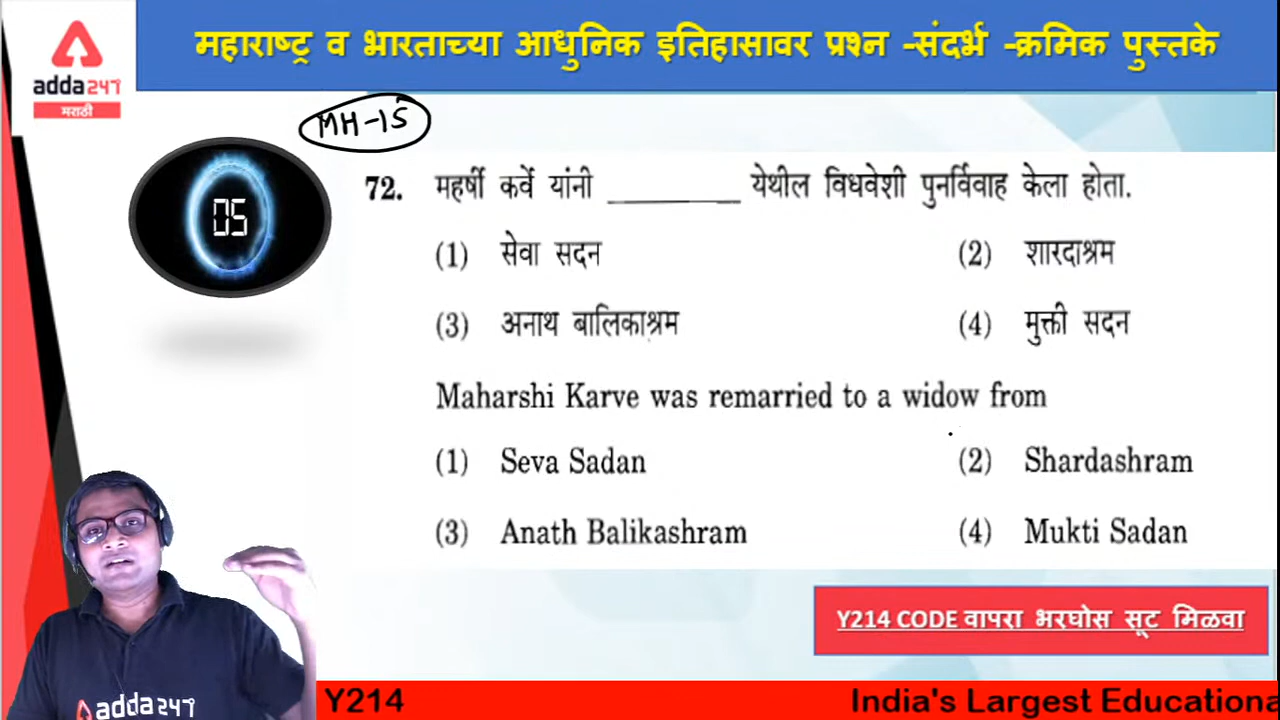 महाराष्ट्र व भारताच्या आधुनिक इतिहासावर प्रश्न -संदर्भ -क्रमिक पुस्तके
adda247
मराठी
MH-15
05
72. महर्षी कर्वे यांनी ________ येथील विधवेशी पुनर्विवाह केला होता.
(1) सेवा सदन (2) शारदाश्रम
(3) अनाथ बालिकाश्रम (4) मुक्ती सदन
Maharshi Karve was remarried to a widow from
(1) Seva Sadan (2) Shardashram
(3) Anath Balikashram (4) Mukti Sadan
Y214 CODE वापरा भरघोस सूट मिळवा
adda247
Y214 India's Largest Educationa